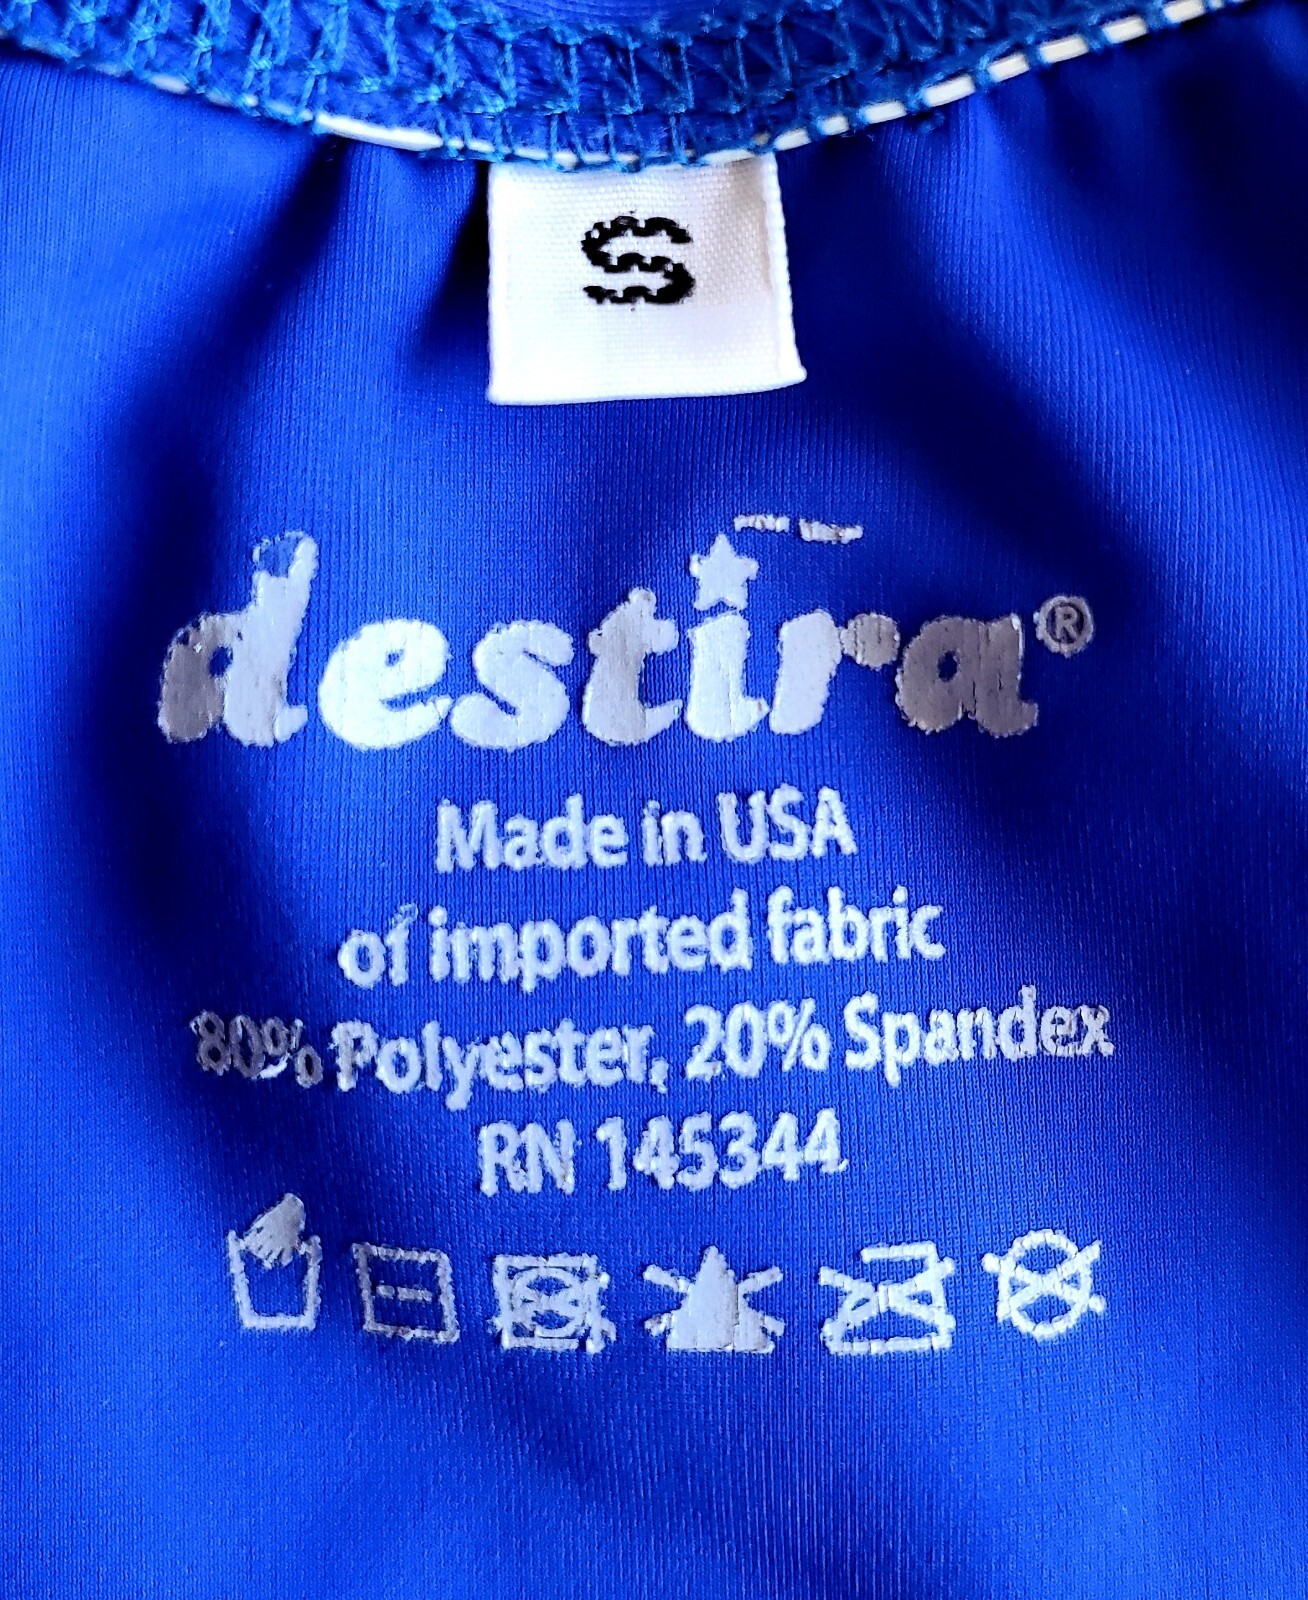 S
destira®
Made in USA
of imported fabric
80% Polyester, 20% Spandex
RN 145344